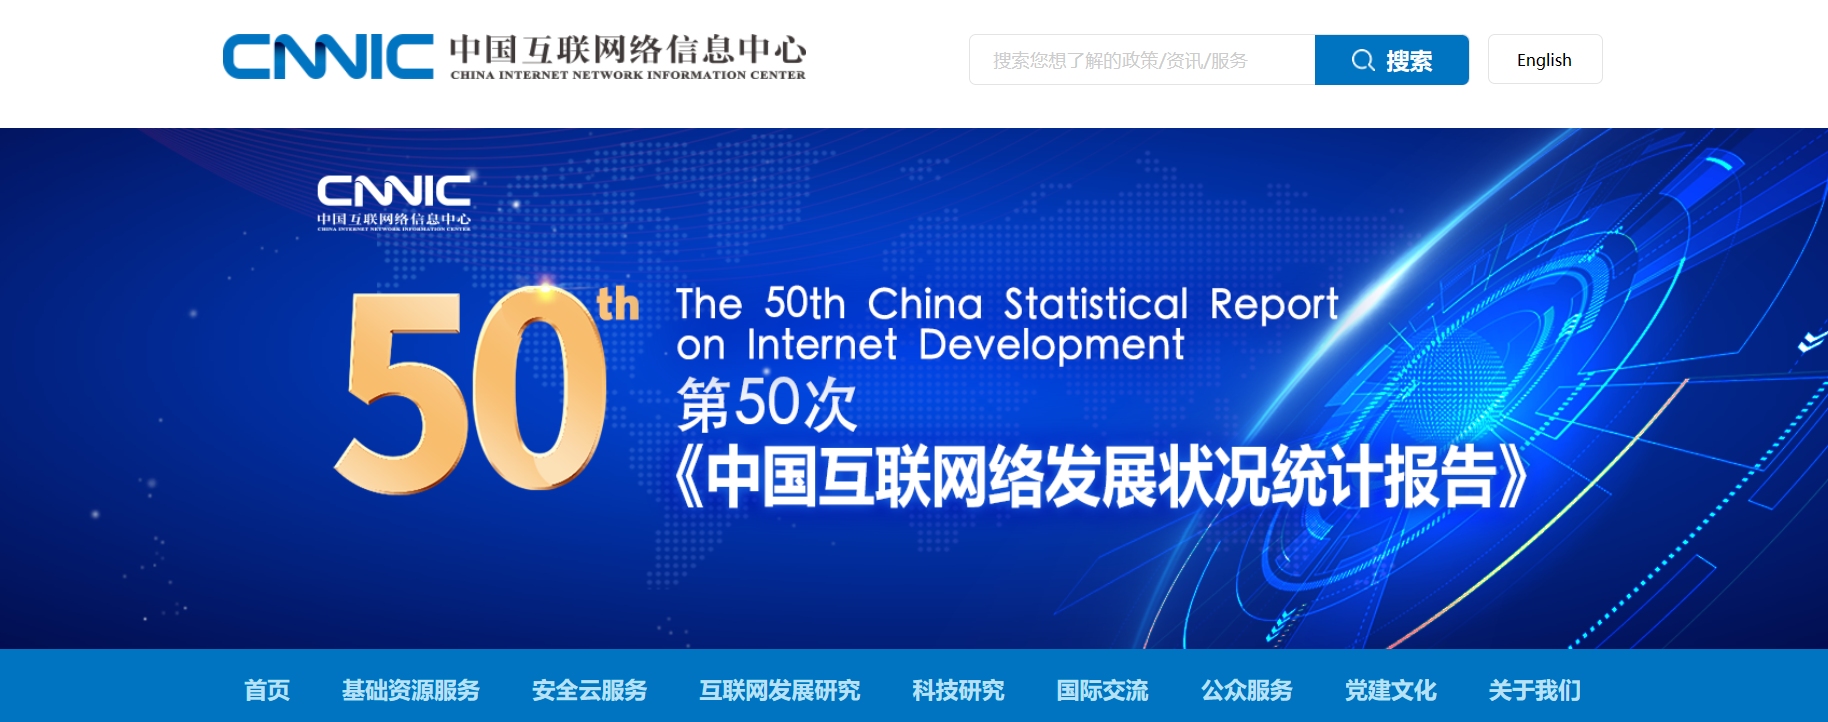 CNNIC 中国互联网络信息中心
CHINA INTERNET NETWORK INFORMATION CENTER
搜索您想了解的政策/资讯/服务
搜索
English
CNNIC
中国互联网络信息中心
CHINA INTERNET NETWORK INFORMATION CENTER
50th
The 50th China Statistical Report
on Internet Development
第50次
《中国互联网络发展状况统计报告》
首页 基础资源服务 安全云服务 互联网发展研究 科技研究 国际交流 公众服务 党建文化 关于我们